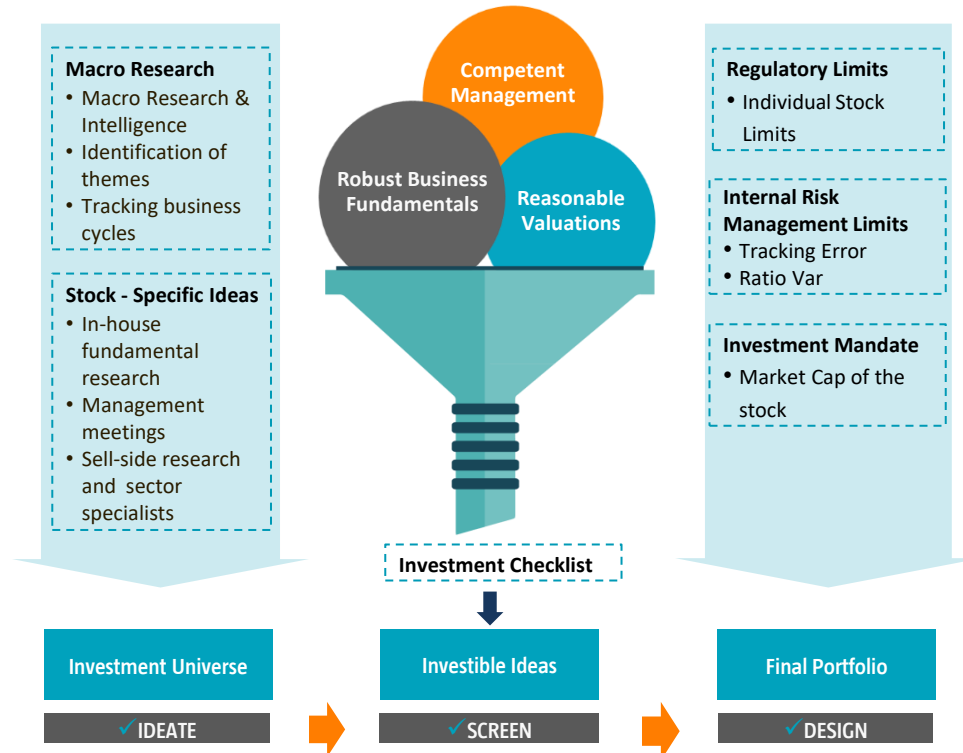 Macro Research
• Macro Research &
Intelligence
• Identification of
themes
• Tracking business
cycles
Stock - Specific Ideas
• In-house
fundamental
research
• Management
meetings
• Sell-side research
and sector
specialists
Competent
Management
Robust Business
Fundamentals
Reasonable
Valuations
Investment Checklist
Regulatory Limits
• Individual Stock
Limits
Internal Risk
Management Limits
• Tracking Error
• Ratio Var
Investment Mandate
• Market Cap of the
stock
Investment Universe
✓IDEATE
Investible Ideas
✓SCREEN
Final Portfolio
✓DESIGN